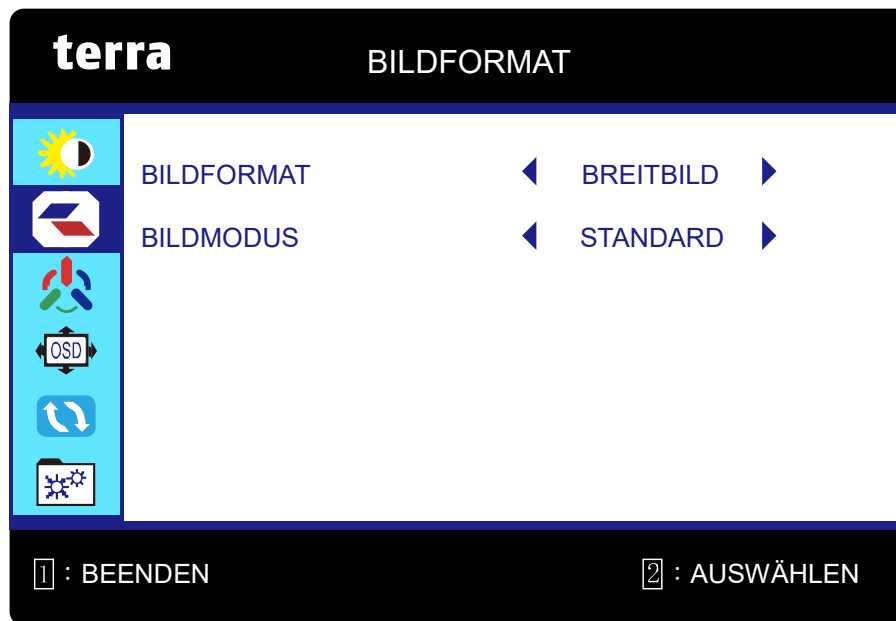 terra
BILDFORMAT
BILDFORMAT BREITBILD
BILDMODUS STANDARD
OSD
1 : BEENDEN
2 : AUSWÄHLEN